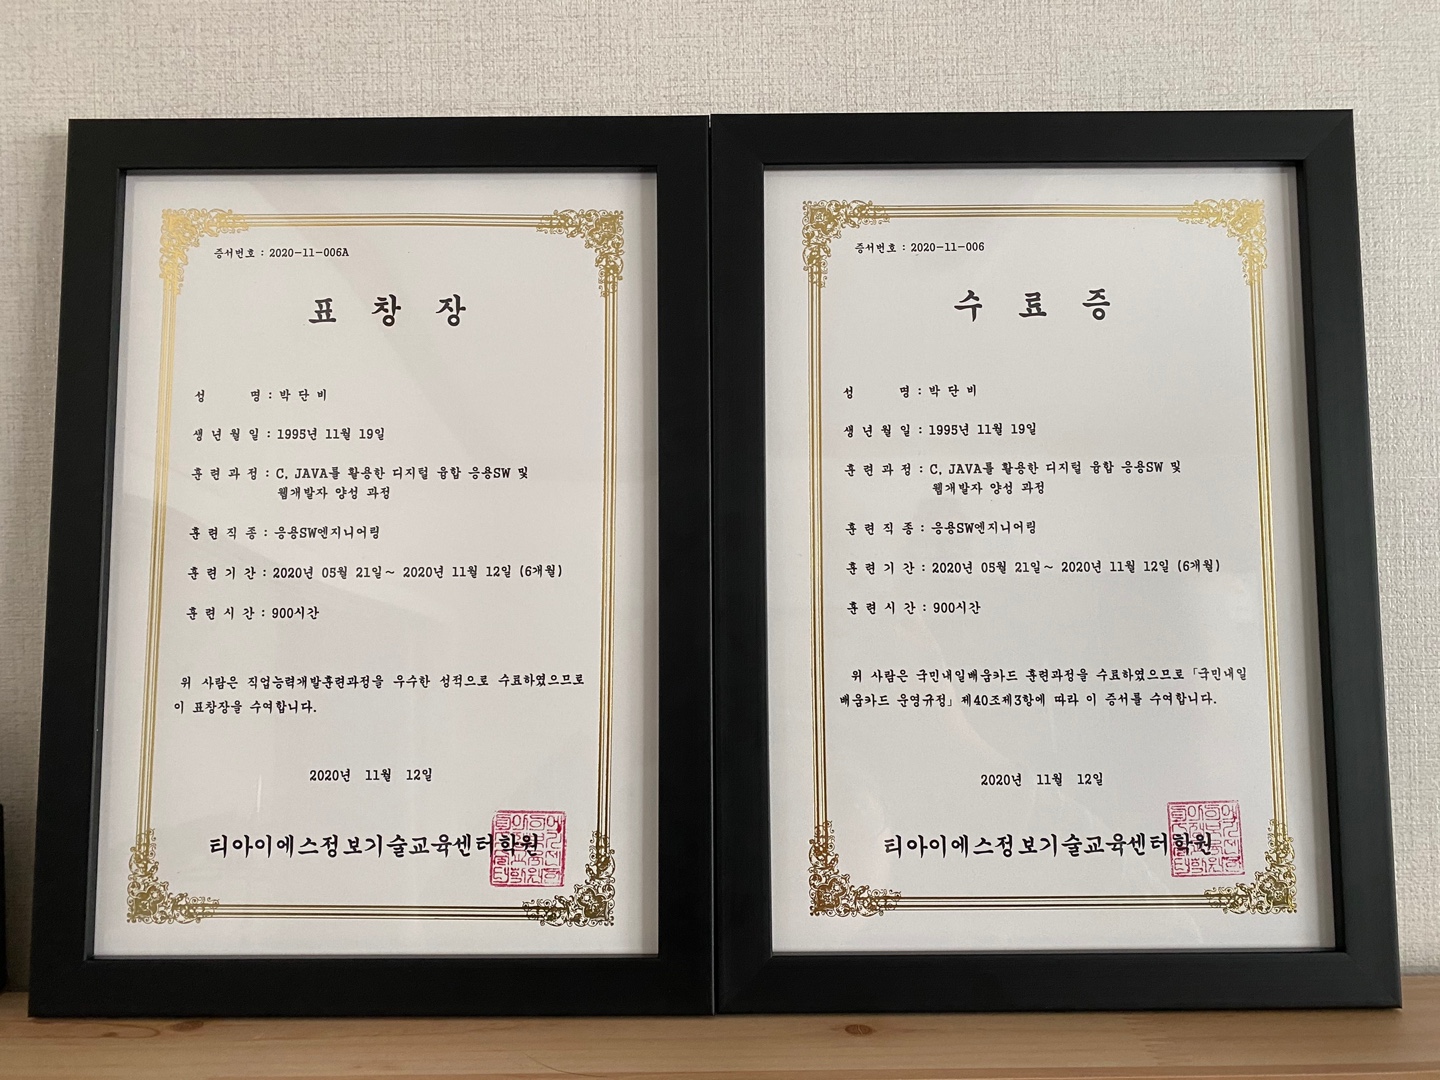 증서번호 : 2020-11-006A
표 창 장
성 명 : 박 단 비
생 년 월 일 : 1995년 11월 19일
훈 련 과 정 : C, JAVA를 활용한 디지털 융합 응용SW 및
웹개발자 양성 과정
훈 련 직 종 : 응용SW엔지니어링
훈 련 기 간 : 2020년 05월 21일~ 2020년 11월 12일 (6개월)
훈 련 시 간 : 900시간
위 사람은 직업능력개발훈련과정을 우수한 성적으로 수료하였으므로
이 표창장을 수여합니다.
2020년 11월 12일
티아이에스정보기술교육센터학원
증서번호 : 2020-11-006
수 료 증
성 명 : 박 단 비
생 년 월 일 : 1995년 11월 19일
훈 련 과 정 : C, JAVA를 활용한 디지털 융합 응용SW 및
웹개발자 양성 과정
훈 련 직 종 : 응용SW엔지니어링
훈 련 기 간 : 2020년 05월 21일~ 2020년 11월 12일 (6개월)
훈 련 시 간 : 900시간
위 사람은 국민내일배움카드 훈련과정을 수료하였으므로 「국민내일
배움카드 운영규정」 제40조제3항에 따라 이 증서를 수여합니다.
2020년 11월 12일
티아이에스정보기술교육센터학원